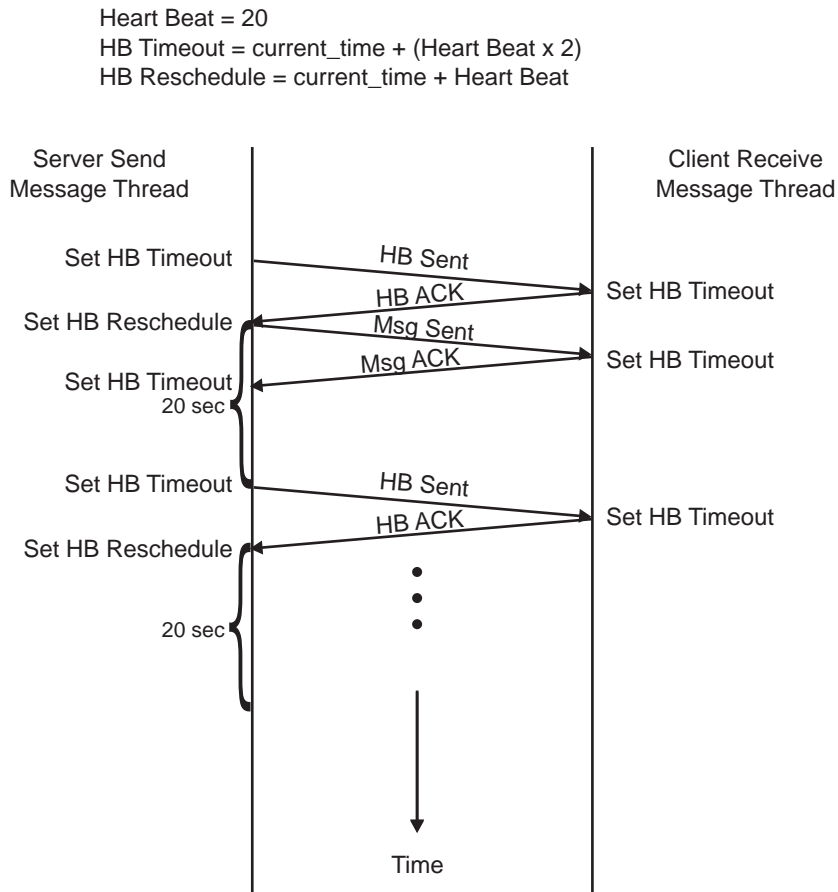 Heart Beat = 20
HB Timeout = current_time + (Heart Beat x 2)
HB Reschedule = current_time + Heart Beat
Server Send
Message Thread
Client Receive
Message Thread
Set HB Timeout
HB Sent
Set HB Timeout
HB ACK
Set HB Reschedule
Msg Sent
Set HB Timeout
Msg ACK
Set HB Timeout
20 sec
Set HB Timeout
HB Sent
Set HB Timeout
HB ACK
Set HB Reschedule
20 sec
Time